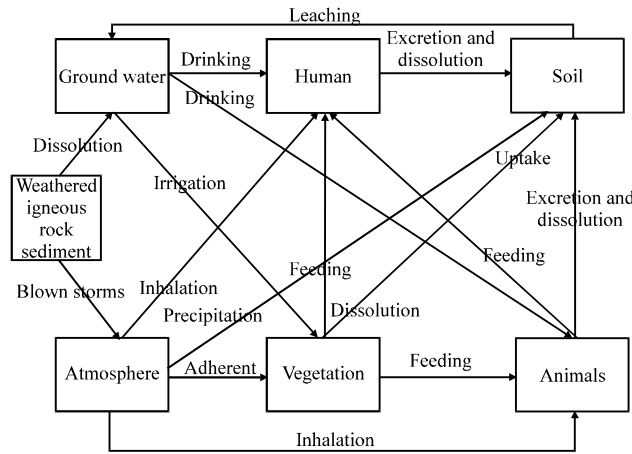 Leaching
Ground water
Drinking
Human
Excretion and
dissolution
Soil
Drinking
Dissolution
Irrigation
Uptake
Weathered
igneous
rock
sediment
Excretion and
dissolution
Feeding
Feeding
Blown storms
Inhalation
Precipitation
Dissolution
Atmosphere
Adherent
Vegetation
Feeding
Animals
Inhalation